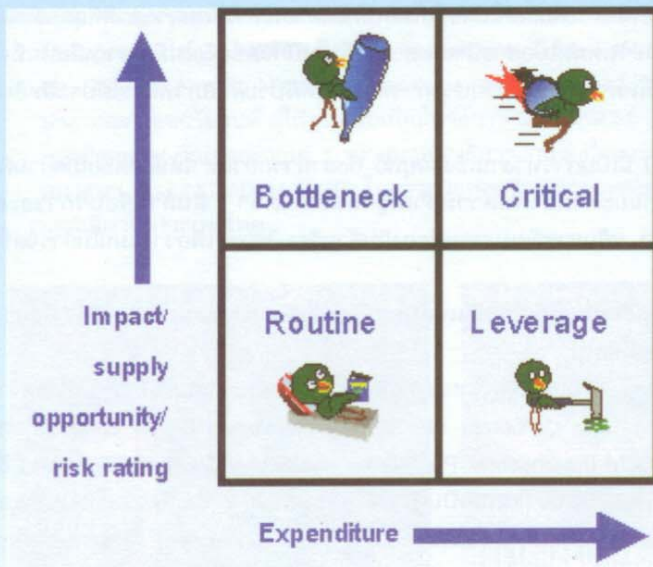 Bottleneck Critical
Impact/
supply
opportunity/
risk rating
Routine Leverage
Expenditure